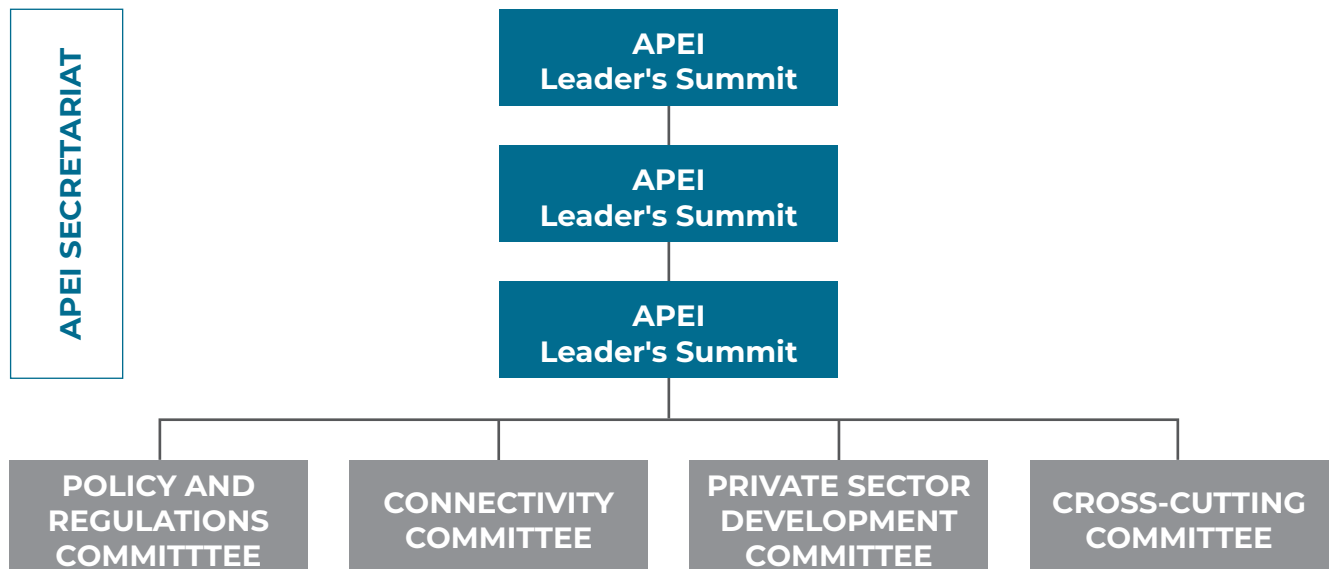 APEI SECRETARIAT
APEI
Leader's Summit
APEI
Leader's Summit
APEI
Leader's Summit
POLICY AND
REGULATIONS
COMMITTTEE
CONNECTIVITY
COMMITTEE
PRIVATE SECTOR
DEVELOPMENT
COMMITTEE
CROSS-CUTTING
COMMITTEE